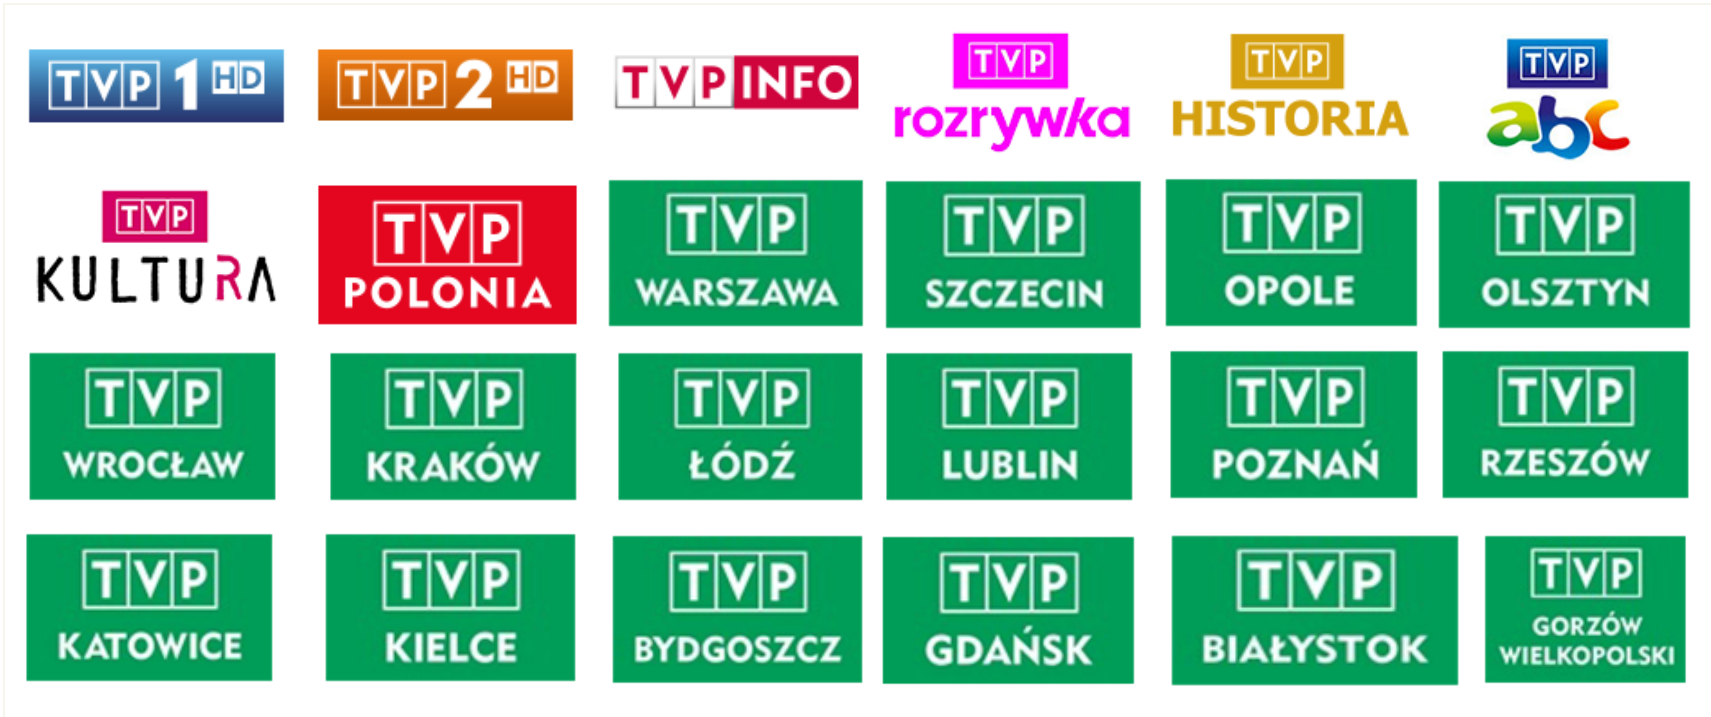 TVP 1 HD
TVP 2 HD
TVP INFO
TVP
rozrywka
TVP
HISTORIA
TVP
abc
TVP
KULTURA
TVP
POLONIA
TVP
WARSZAWA
TVP
SZCZECIN
TVP
OPOLE
TVP
OLSZTYN
TVP
WROCŁAW
TVP
KRAKÓW
TVP
ŁÓDŹ
TVP
LUBLIN
TVP
POZNAŃ
TVP
RZESZÓW
TVP
KATOWICE
TVP
KIELCE
TVP
BYDGOSZCZ
TVP
GDAŃSK
TVP
BIAŁYSTOK
TVP
GORZÓW
WIELKOPOLSKI